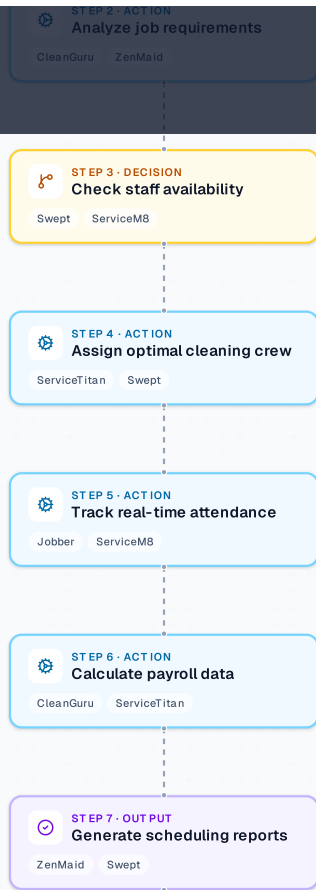 STEP 2 · ACTION
Analyze job requirements
CleanGuru ZenMaid
STEP 3 · DECISION
Check staff availability
Swept ServiceM8
STEP 4 · ACTION
Assign optimal cleaning crew
ServiceTitan Swept
STEP 5 · ACTION
Track real-time attendance
Jobber ServiceM8
STEP 6 · ACTION
Calculate payroll data
CleanGuru ServiceTitan
STEP 7 · OUTPUT
Generate scheduling reports
ZenMaid Swept